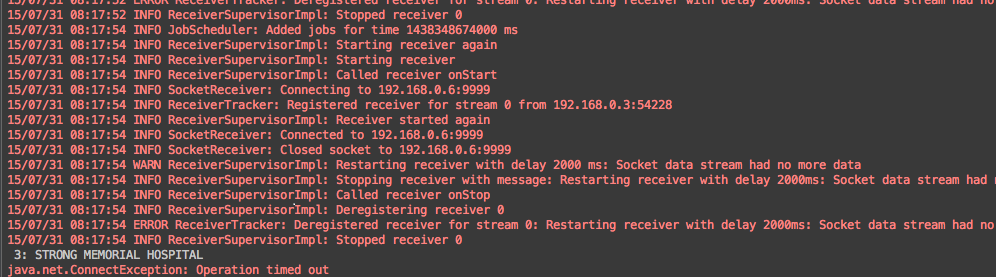 15/07/31 08:17:52 ERROR ReceiverTracker: Deregistered receiver for stream 0: Restarting receiver with delay 2000ms: Socket data stream had no
15/07/31 08:17:52 INFO ReceiverSupervisorImpl: Stopped receiver 0
15/07/31 08:17:54 INFO JobScheduler: Added jobs for time 1438348674000 ms
15/07/31 08:17:54 INFO ReceiverSupervisorImpl: Starting receiver again
15/07/31 08:17:54 INFO ReceiverSupervisorImpl: Starting receiver
15/07/31 08:17:54 INFO ReceiverSupervisorImpl: Called receiver onStart
15/07/31 08:17:54 INFO SocketReceiver: Connecting to 192.168.0.6:9999
15/07/31 08:17:54 INFO ReceiverTracker: Registered receiver for stream 0 from 192.168.0.3:54228
15/07/31 08:17:54 INFO ReceiverSupervisorImpl: Receiver started again
15/07/31 08:17:54 INFO SocketReceiver: Connected to 192.168.0.6:9999
15/07/31 08:17:54 INFO SocketReceiver: Closed socket to 192.168.0.6:9999
15/07/31 08:17:54 WARN ReceiverSupervisorImpl: Restarting receiver with delay 2000 ms: Socket data stream had no more data
15/07/31 08:17:54 INFO ReceiverSupervisorImpl: Stopping receiver with message: Restarting receiver with delay 2000ms: Socket data stream had
15/07/31 08:17:54 INFO ReceiverSupervisorImpl: Called receiver onStop
15/07/31 08:17:54 INFO ReceiverSupervisorImpl: Deregistering receiver 0
15/07/31 08:17:54 ERROR ReceiverTracker: Deregistered receiver for stream 0: Restarting receiver with delay 2000ms: Socket data stream had no
15/07/31 08:17:54 INFO ReceiverSupervisorImpl: Stopped receiver 0
3: STRONG MEMORIAL HOSPITAL
java.net.ConnectException: Operation timed out